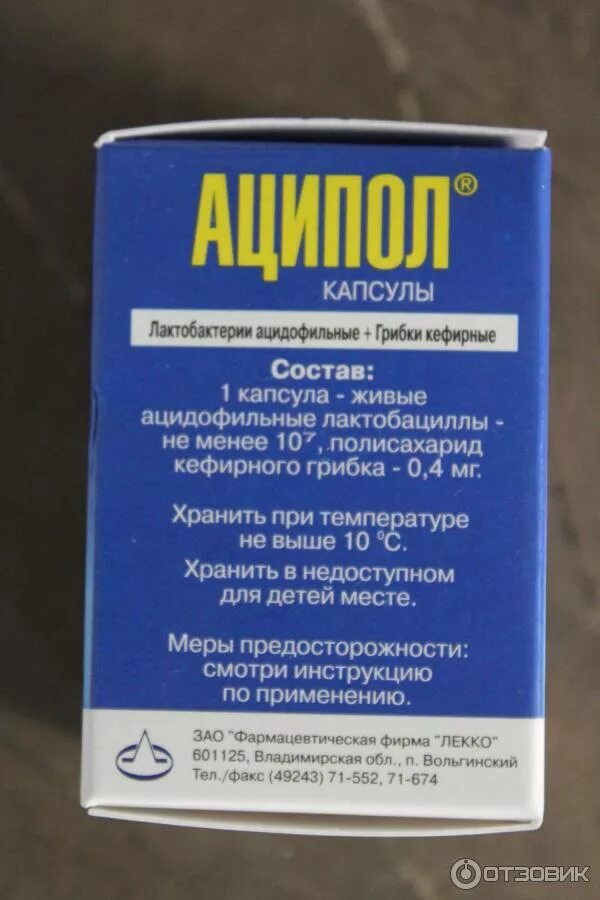 АЦИПОЛ®
КАПСУЛЫ
Лактобактерии ацидофильные + Грибки кефирные
Состав:
1 капсула - живые
ацидофильные лактобациллы -
не менее 10⁷, полисахарид
кефирного грибка - 0,4 мг.
Хранить при температуре
не выше 10 ⁰С.
Хранить в недоступном
для детей месте.
Меры предосторожности:
смотри инструкцию
по применению.
ЗАО "Фармацевтическая фирма "ЛЕККО"
601125, Владимирская обл., п. Вольгинский
Тел./факс (49243) 71-552, 71-674
ОТЗОВИК